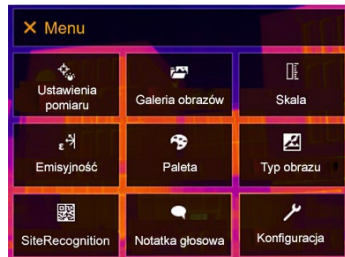 Menu
Ustawienia
pomiaru
Galeria obrazów
Skala
Emisyjność
Paleta
Typ obrazu
SiteRecognition
Notatka głosowa
Konfiguracja